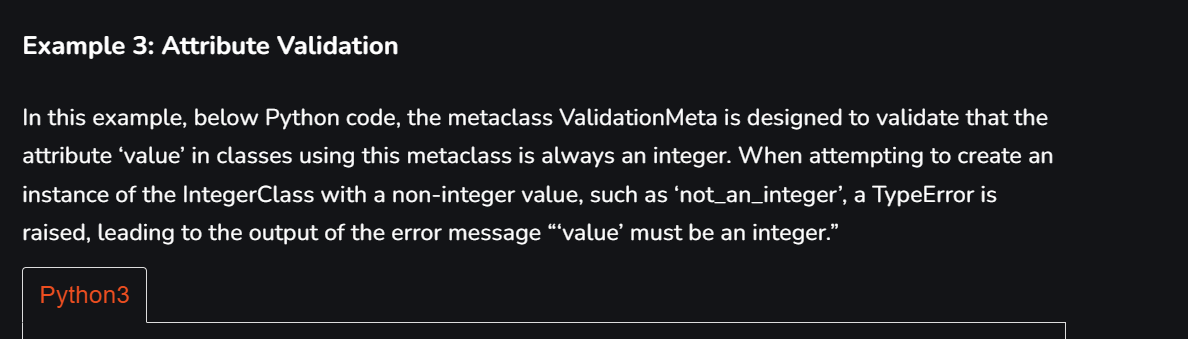 Example 3: Attribute Validation
In this example, below Python code, the metaclass ValidationMeta is designed to validate that the
attribute ‘value’ in classes using this metaclass is always an integer. When attempting to create an
instance of the IntegerClass with a non-integer value, such as ‘not_an_integer’, a TypeError is
raised, leading to the output of the error message “‘value’ must be an integer.”
Python3